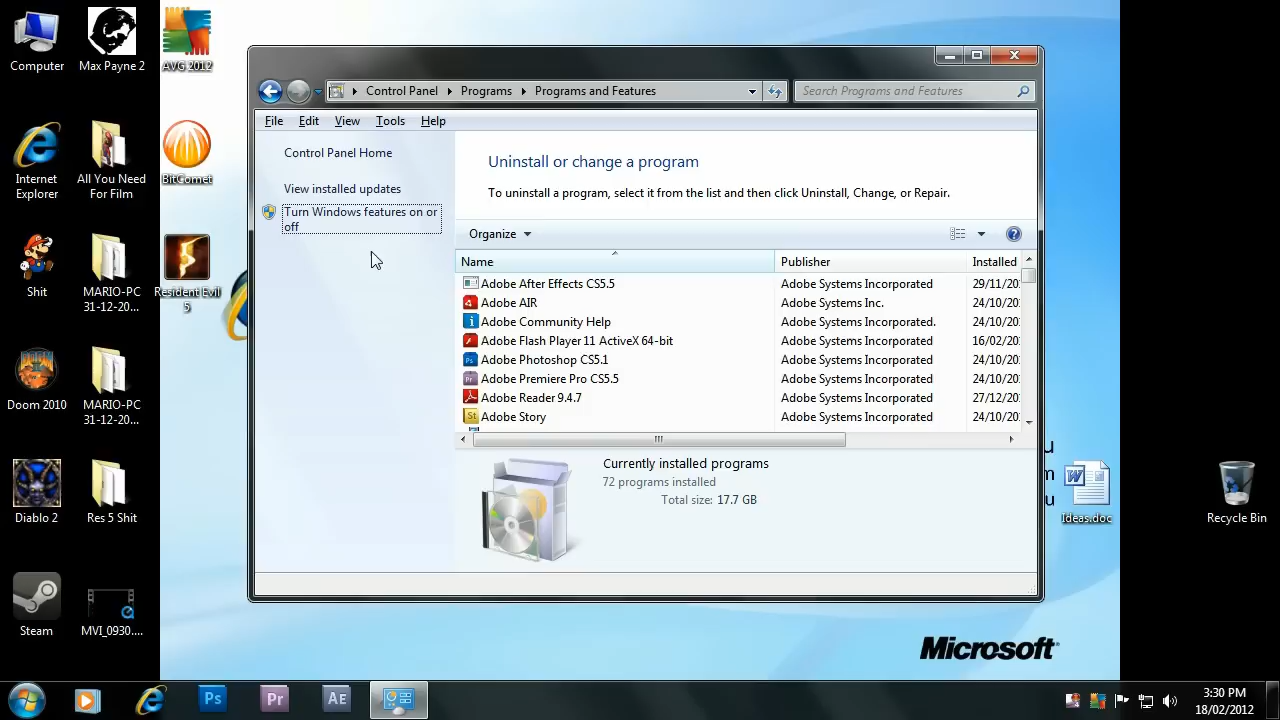 Computer
Max Payne 2
AVG 2012
Internet
Explorer
All You Need
For Film
BitComet
Shit
MARIO-PC
31-12-20...
Resident Evil
5
Doom 2010
MARIO-PC
31-12-20...
Diablo 2
Res 5 Shit
Steam
MVI_0930....
Control Panel
Programs
Programs and Features
Search Programs and Features
File
Edit
View
Tools
Help
Control Panel Home
View installed updates
Turn Windows features on or
off
Uninstall or change a program
To uninstall a program, select it from the list and then click Uninstall, Change, or Repair.
Organize
Name Publisher Installed
Adobe After Effects CS5.5 Adobe Systems Incorporated 29/11/20
Adobe AIR Adobe Systems Inc. 24/10/20
Adobe Community Help Adobe Systems Incorporated. 24/10/20
Adobe Flash Player 11 ActiveX 64-bit Adobe Systems Incorporated 16/02/20
Ps Adobe Photoshop CS5.1 Adobe Systems Incorporated 24/10/20
Pr Adobe Premiere Pro CS5.5 Adobe Systems Incorporated 24/10/20
Adobe Reader 9.4.7 Adobe Systems Incorporated 27/12/20
St Adobe Story Adobe Systems Incorporated 24/10/20
Currently installed programs
72 programs installed
Total size: 17.7 GB
u
m
u
Ideas.doc
Recycle Bin
Microsoft
Ps
Pr
AE
3:30 PM
18/02/2012